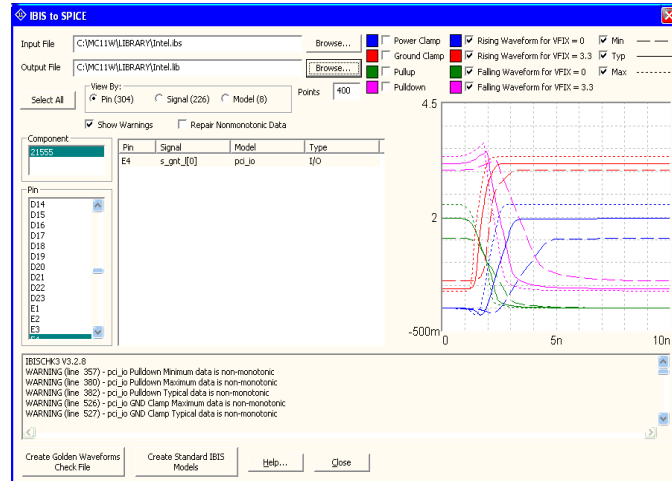 IBIS to SPICE
Input File C:\MC11W\LIBRARY\Intel.ibs Browse...
Output File C:\MC11W\LIBRARY\Intel.lib Browse...
Power Clamp Rising Waveform for VFIX = 0 Min
Ground Clamp Rising Waveform for VFIX = 3.3 Typ
Pullup Falling Waveform for VFIX = 0 Max
Pulldown Falling Waveform for VFIX = 3.3
Select All
View By:
Pin (304) Signal (226) Model (8)
Points 400
Show Warnings Repair Nonmonotonic Data
Component
21555
Pin Signal Model Type
E4 s_gnt_l[0] pci_io I/O
Pin
D14
D15
D16
D17
D18
D19
D20
D21
D22
D23
E1
E2
E3
E4
4.5
2
-500m
0 5n 10n
IBISCHK3 V3.2.8
WARNING (line 357) - pci_io Pulldown Minimum data is non-monotonic
WARNING (line 380) - pci_io Pulldown Maximum data is non-monotonic
WARNING (line 382) - pci_io Pulldown Typical data is non-monotonic
WARNING (line 526) - pci_io GND Clamp Maximum data is non-monotonic
WARNING (line 527) - pci_io GND Clamp Typical data is non-monotonic
Create Golden Waveforms Check File
Create Standard IBIS Models
Help...
Close